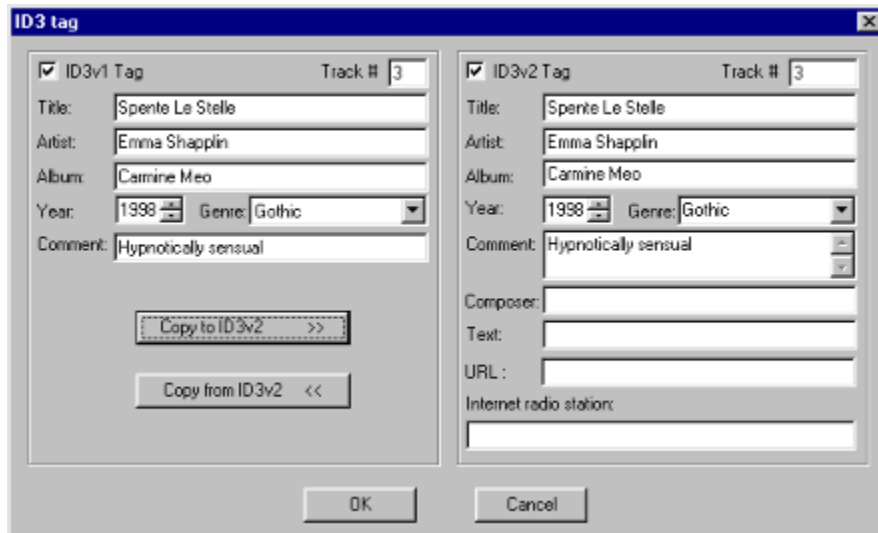 ID3 tag
ID3v1 Tag Track # 3
Title: Spente Le Stelle
Artist: Emma Shapplin
Album: Carmine Meo
Year: 1998 Genre: Gothic
Comment: Hypnotically sensual
Copy to ID3v2 >>
Copy from ID3v2 <<
ID3v2 Tag Track # 3
Title: Spente Le Stelle
Artist: Emma Shapplin
Album: Carmine Meo
Year: 1998 Genre: Gothic
Comment: Hypnotically sensual
Composer:
Text:
URL :
Internet radio station:
OK Cancel